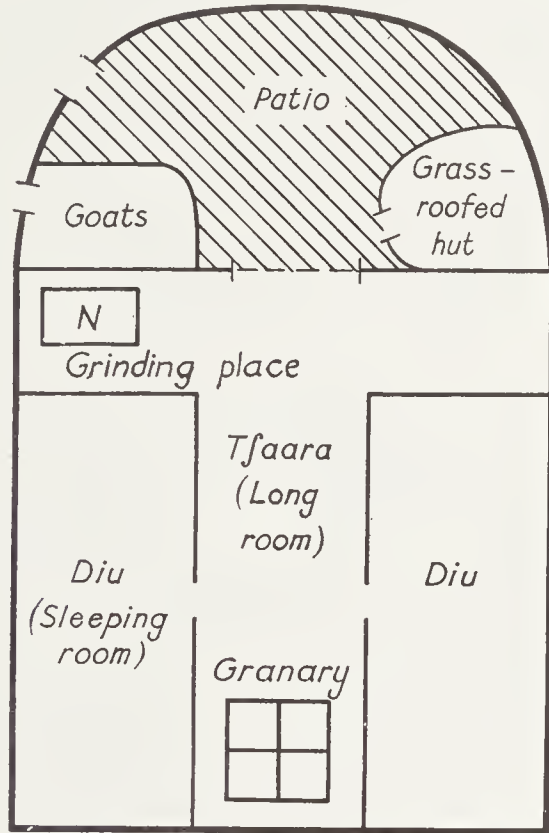 Patio
Goats
Grass-
roofed
hut
N
Grinding place
Tʃaara
(Long
room)
Diu
(Sleeping
room)
Diu
Granary